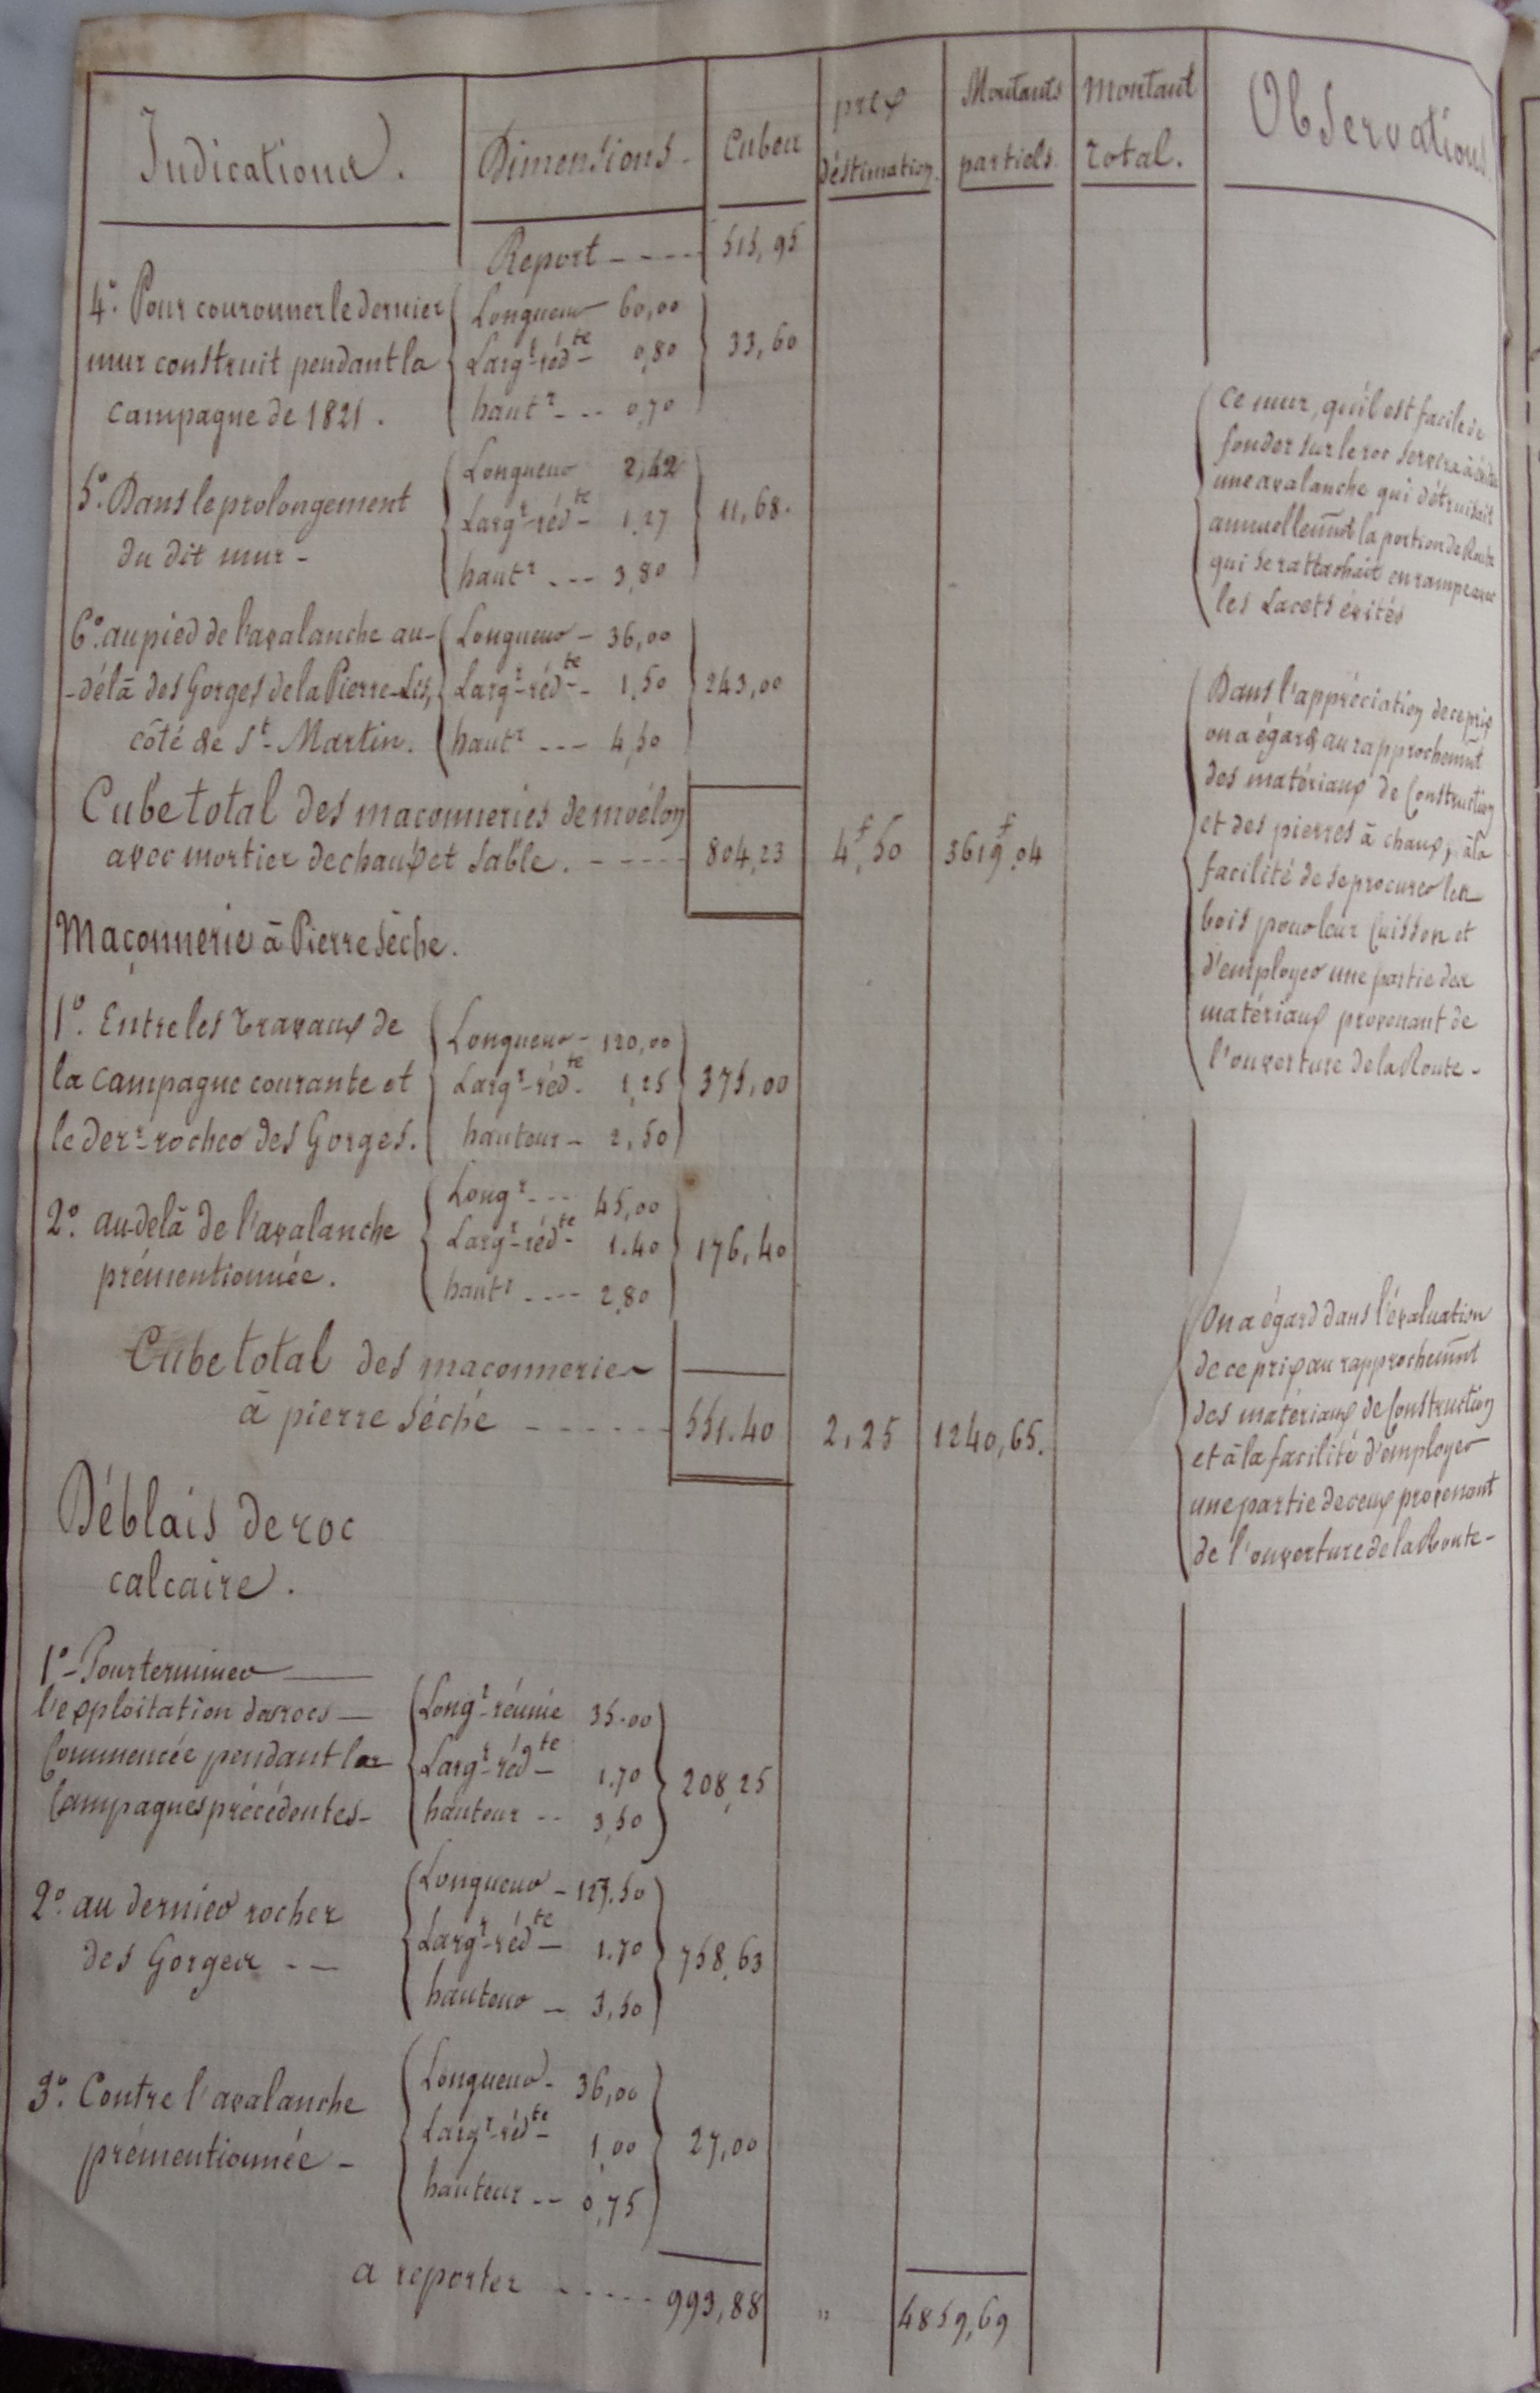 Indications.
Dimensions.
Cubes
prix
d'éstimation.
Montants
partiels.
Montant
total.
Observations.
Report ----- 515,95
4° Pour couronner le dernier
mur construit pendant la
campagne de 1821.
Longueur 60,00
Larg.r réd.te 0,80
haut.r --- 0,70
33,60
5° Dans le prolongement
du dit mur -
Longueur 2,42
Larg.r réd.te 1,27
haut.r --- 3,80
11,68.
6° au pied de l'avalanche au-
-délà des Gorges de la Pierre-Lis,
côté de St. Martin.
Longueur - 36,00
Larg.r réd.te - 1,50
haut.r --- 4,50
243,00
Cube total des maconneries de moélon
avec mortier de chaux et sable. ----- 804,23 4f,50 3619f,04
Maçonnerie à Pierre Sèche.
1°. Entre les travaux de
la campagne courante et
le der.r rocher des Gorges.
Longueur - 120,00
Larg.r réd.te - 1,25
hauteur - 2,50
375,00
2° au-delà de l'avalanche
prémentionnée.
Long.r --- 45,00
Larg.r réd.te - 1.40
haut.r ---- 2,80
176,40
Cube total des maconneries
à pierre séche ------ 551.40 2,25 1240,65.
Déblais de roc
calcaire.
1° - Pour terminer
l'exploitation des rocs
Commencée pendant les
Campagnes précédentes -
Long.r réunie 35.00
Larg.r réd.te - 1.70
hauteur -- 3,50
208,25
2° au dernier rocher
des Gorges --
Longueur - 127.50
Larg.r réd.te - 1.70
hauteur - 3,50
758,63
3° Contre l'avalanche
prémentionnée -
Longueur - 36,00
Larg.r réd.te - 1,00
hauteur -- 0,75
27,00
a reporter ----- 993,88 " 4859,69
Ce mur, qu'il est facile de
fonder sur le roc servira à éviter
une avalanche qui détruisait
annuellemnt la portion de Route
qui se rattachait en rampe avec
les Lacets évités
Dans l'appréciation de ce prix
on a égard au rapprochemnt
des matériaux de Construction
et des pierres à chaux, à la
facilité de se procurer les
bois pour leur Cuisson et
d'employer une partie des
matériaux provenant de
l'ouverture de la Route -
On a égard dans l'évaluation
de ce prix au rapprochemnt
des matériaux de Construction
et à la facilité d'employer
une partie de ceux provenant
de l'ouverture de la Route -